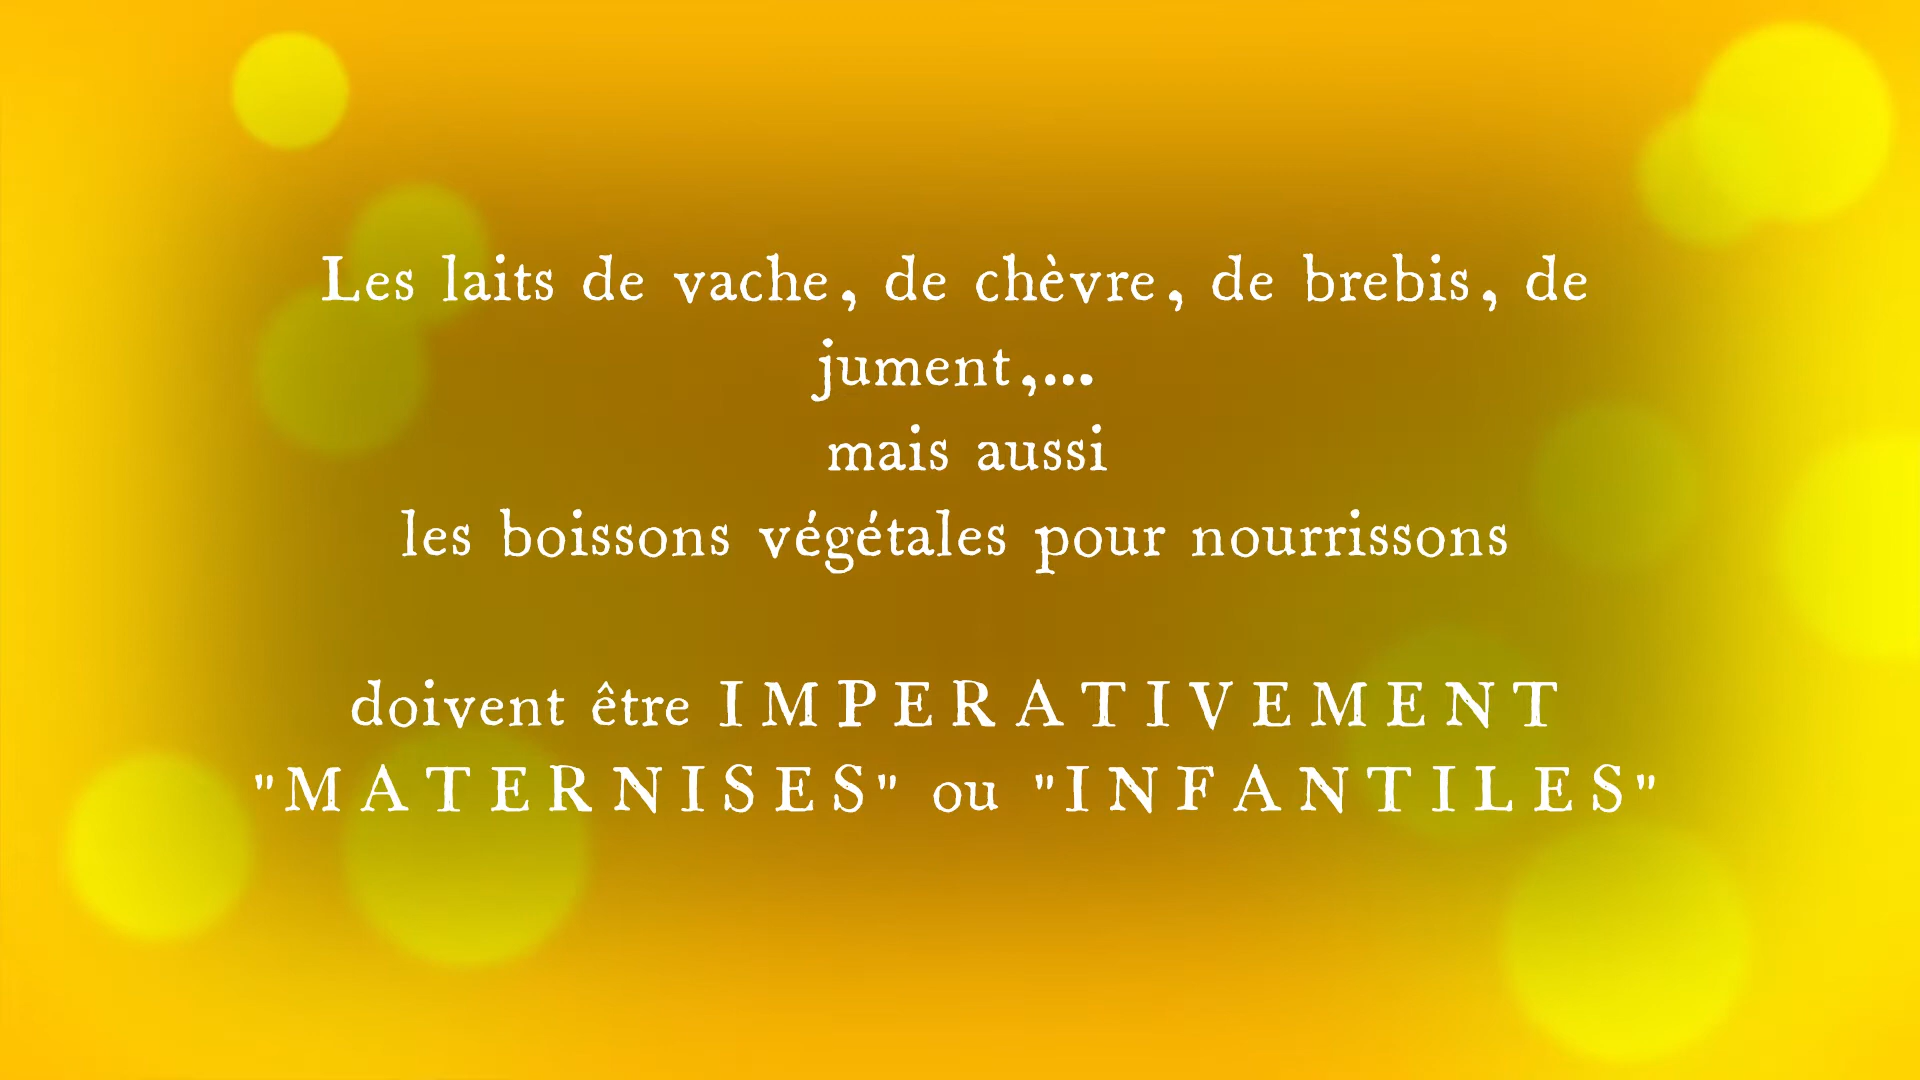 Les laits de vache, de chèvre, de brebis, de
jument,...
mais aussi
les boissons végétales pour nourrissons
doivent être IMPERATIVEMENT
"MATERNISES" ou "INFANTILES"